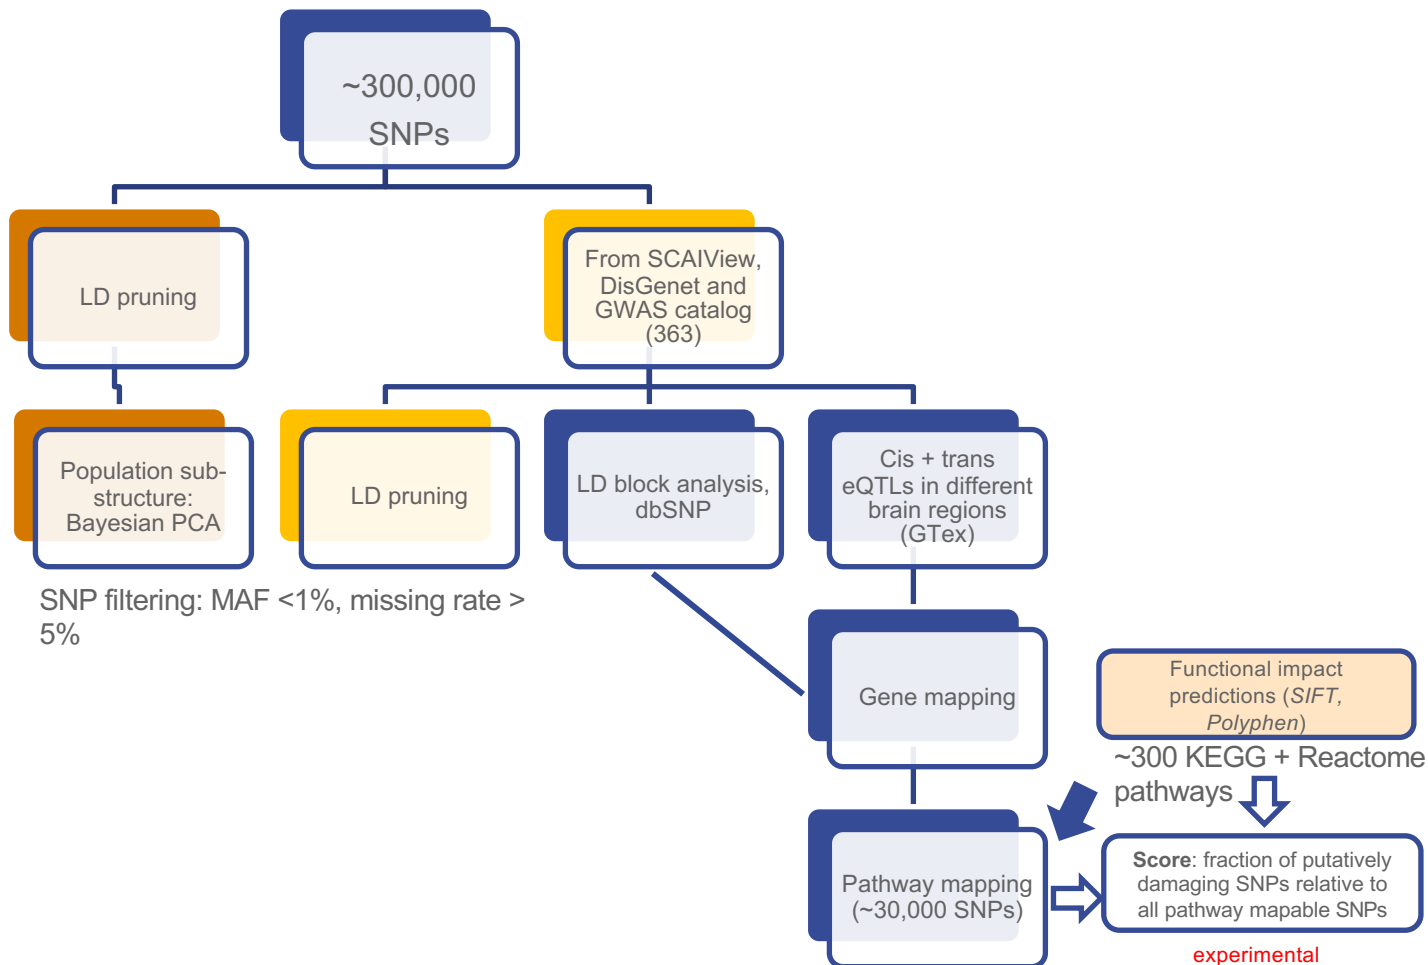 ~300,000
SNPs
LD pruning
From SCAIView,
DisGenet and
GWAS catalog
(363)
Population sub-
structure:
Bayesian PCA
LD pruning
LD block analysis,
dbSNP
Cis + trans
eQTLs in different
brain regions
(GTex)
SNP filtering: MAF <1%, missing rate >
5%
Gene mapping
Functional impact
predictions (SIFT,
Polyphen)
~300 KEGG + Reactome
pathways
Pathway mapping
(~30,000 SNPs)
Score: fraction of putatively
damaging SNPs relative to
all pathway mapable SNPs
experimental